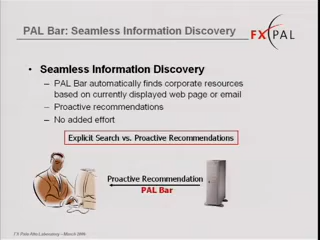 PAL Bar: Seamless Information Discovery
FX PAL
• Seamless Information Discovery
– PAL Bar automatically finds corporate resources
based on currently displayed web page or email
– Proactive recommendations
– No added effort
Explicit Search vs. Proactive Recommendations
Proactive Recommendation
PAL Bar
FX Palo Alto Laboratory – March 2006